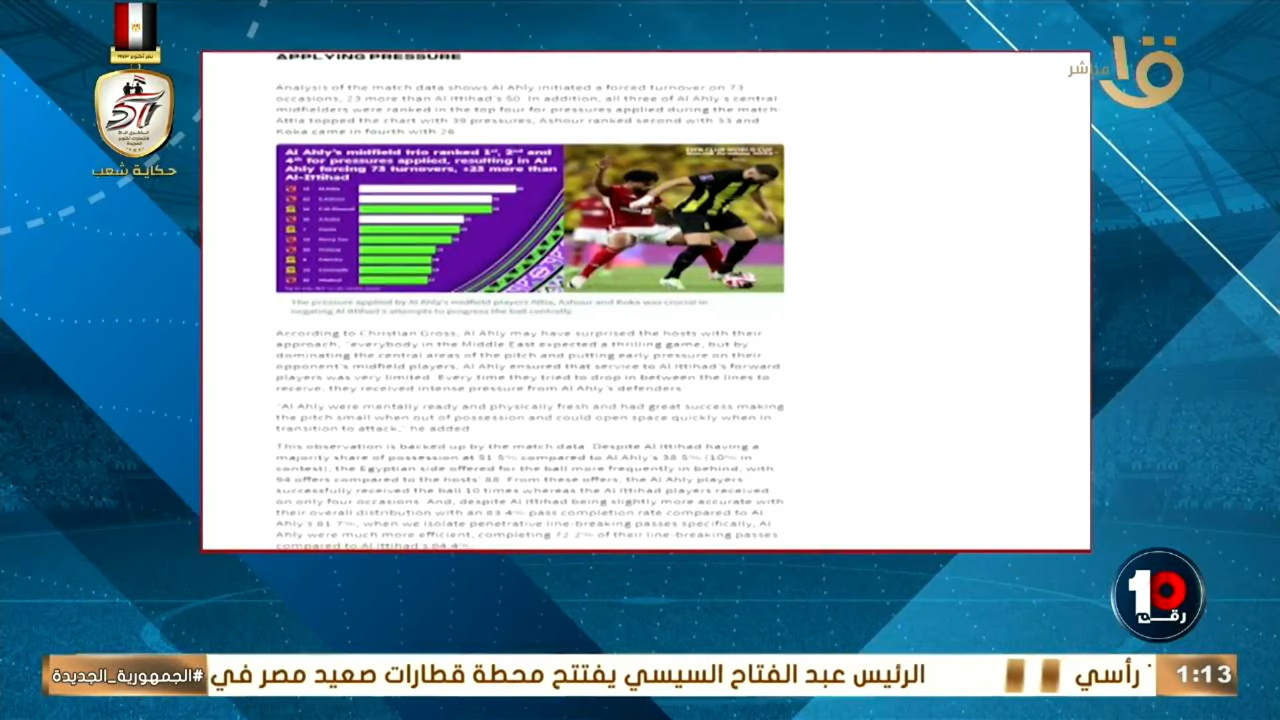 مباشر
حكاية شعب
APPLYING PRESSURE
Analysis of the match data shows Al Ahly initiated a forced turnover on 73
occasions, 23 more than Al Ittihad's 50. In addition, all three of Al Ahly's central
midfielders were ranked in the top four for pressures applied during the match.
Attia topped the chart with 39 pressures, Ashour ranked second with 33 and
Koka came in fourth with 26.
Al Ahly's midfield trio ranked 1st, 2nd and
4th for pressures applied, resulting in Al
Ahly forcing 73 turnovers, +23 more than
Al-Ittihad
FIFA CLUB WORLD CUP
The pressure applied by Al Ahly's midfield players Attia, Ashour and Koka was crucial in
negating Al Ittihad's attempts to progress the ball centrally.
According to Christian Gross, Al Ahly may have surprised the hosts with their
approach, "everybody in the Middle East expected a thrilling game, but by
dominating the central areas of the pitch and putting early pressure on their
opponent's midfield players, Al Ahly ensured that service to Al Ittihad's forward
players was very limited. Every time they tried to drop in between the lines to
receive, they received intense pressure from Al Ahly's defenders.
"Al Ahly were mentally ready and physically fresh and had great success making
the pitch small when out of possession and could open space quickly when in
transition to attack," he added.
This observation is backed up by the match data. Despite Al Ittihad having a
majority share of possession at 51.5% compared to Al Ahly's 38.5% (10% in
contest), the Egyptian side offered for the ball more frequently in behind, with
94 offers compared to the hosts' 88. From these offers, the Al Ahly players
successfully received the ball 10 times whereas the Al Ittihad players received
on only four occasions. And, despite Al Ittihad being slightly more accurate with
their overall distribution with an 83.4% pass completion rate compared to Al
Ahly's 81.7%, when we isolate penetrative line-breaking passes specifically, Al
Ahly were much more efficient, completing 72.2% of their line-breaking passes
compared to Al Ittihad's 64.4%.
رقم 10
1:13
رأسي
الرئيس عبد الفتاح السيسي يفتتح محطة قطارات صعيد مصر في
#الجمهورية_الجديدة